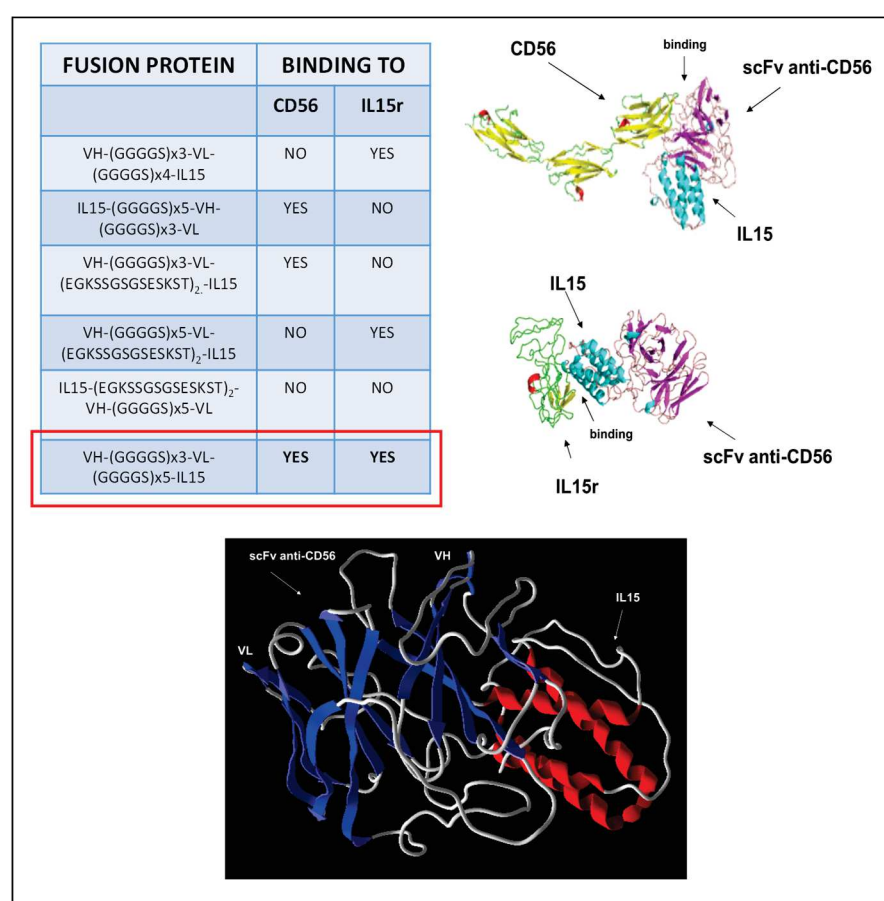 FUSION PROTEIN BINDING TO
CD56 IL15r
VH-(GGGGS)x3-VL-
(GGGGS)x4-IL15 NO YES
IL15-(GGGGS)x5-VH-
(GGGGS)x3-VL YES NO
VH-(GGGGS)x3-VL-
(EGKSSGSGSESKST)2.-IL15 YES NO
VH-(GGGGS)x5-VL-
(EGKSSGSGSESKST)2-IL15 NO YES
IL15-(EGKSSGSGSESKST)2-
VH-(GGGGS)x5-VL NO NO
VH-(GGGGS)x3-VL-
(GGGGS)x5-IL15 YES YES
CD56
binding
scFv anti-CD56
IL15
IL15
binding
scFv anti-CD56
IL15r
scFv anti-CD56
VH
IL15
VL